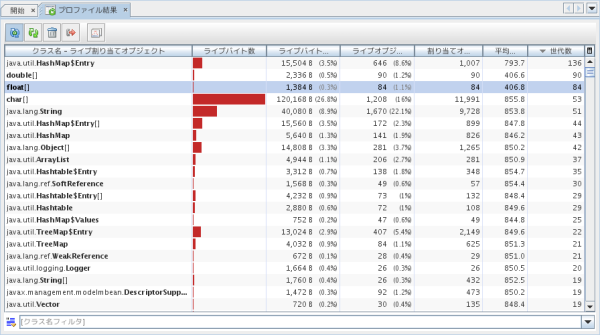 開始 プロファイル結果
クラス名 – ライブ割り当てオブジェクト ライブバイト数 ライブバイト... ライブオブジ... 割り当てオ... 平均... 世代数
java.util.HashMap$Entry 15,504 B (3.5%) 646 (8.6%) 1,007 793.7 136
double[] 2,336 B (0.5%) 90 (1.2%) 90 406.6 90
float[] 1,384 B (0.3%) 84 (1.1%) 84 406.8 84
char[] 120,168 B (26.8%) 1,208 (16%) 11,991 855.8 53
java.lang.String 40,080 B (8.9%) 1,670 (22.1%) 9,728 853.8 51
java.util.HashMap$Entry[] 15,560 B (3.5%) 172 (2.3%) 899 847.8 44
java.util.HashMap 5,640 B (1.3%) 141 (1.9%) 826 846.2 43
java.lang.Object[] 14,808 B (3.3%) 281 (3.7%) 1,265 850.2 42
java.util.ArrayList 4,944 B (1.1%) 206 (2.7%) 281 850.9 37
java.util.Hashtable$Entry 3,312 B (0.7%) 138 (1.8%) 348 854.7 35
java.lang.ref.SoftReference 1,568 B (0.3%) 49 (0.6%) 57 854.4 30
java.util.Hashtable$Entry[] 4,232 B (0.9%) 73 (1%) 132 848.4 29
java.util.Hashtable 2,880 B (0.6%) 72 (1%) 108 849.6 29
java.util.HashMap$Values 752 B (0.2%) 47 (0.6%) 49 844.8 25
java.util.TreeMap$Entry 13,024 B (2.9%) 407 (5.4%) 2,149 849.6 22
java.util.TreeMap 4,032 B (0.9%) 84 (1.1%) 625 851.3 21
java.lang.ref.WeakReference 672 B (0.1%) 28 (0.4%) 29 851.0 21
java.util.logging.Logger 1,664 B (0.4%) 26 (0.3%) 26 850.5 20
java.lang.String[] 1,760 B (0.4%) 26 (0.3%) 432 852.5 19
javax.management.modelmbean.DescriptorSupp... 1,472 B (0.3%) 92 (1.2%) 473 850.2 19
java.util.Vector 720 B (0.2%) 30 (0.4%) 135 848.4 19
[クラス名フィルタ]